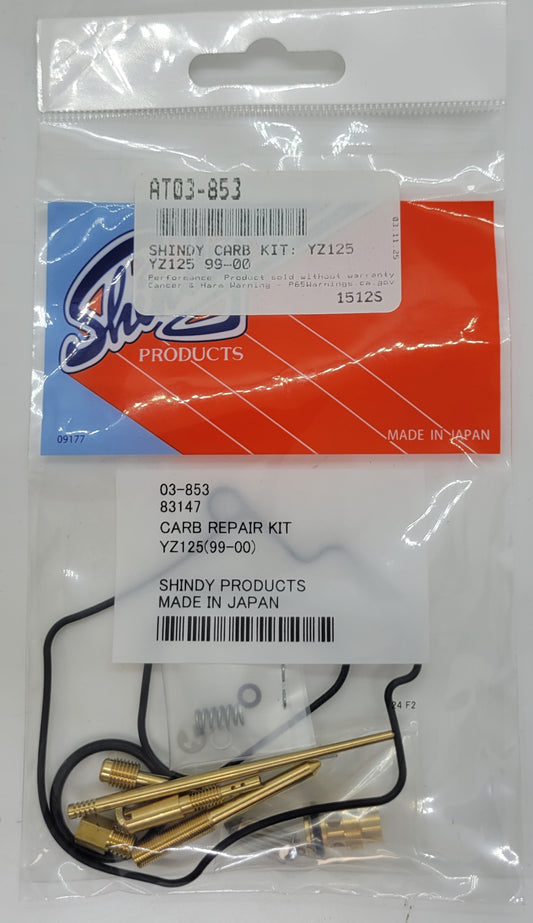 AT03-853
03.11.25
SHINDY CARB KIT: YZ125
YZ125 99-00
Performance Product sold without warranty
Cancer & Harm Warning - P65Warnings.ca.gov
1512S
Shindy
PRODUCTS
09177
MADE IN JAPAN
03-853
83147
CARB REPAIR KIT
YZ125(99-00)
SHINDY PRODUCTS
MADE IN JAPAN
24 F2